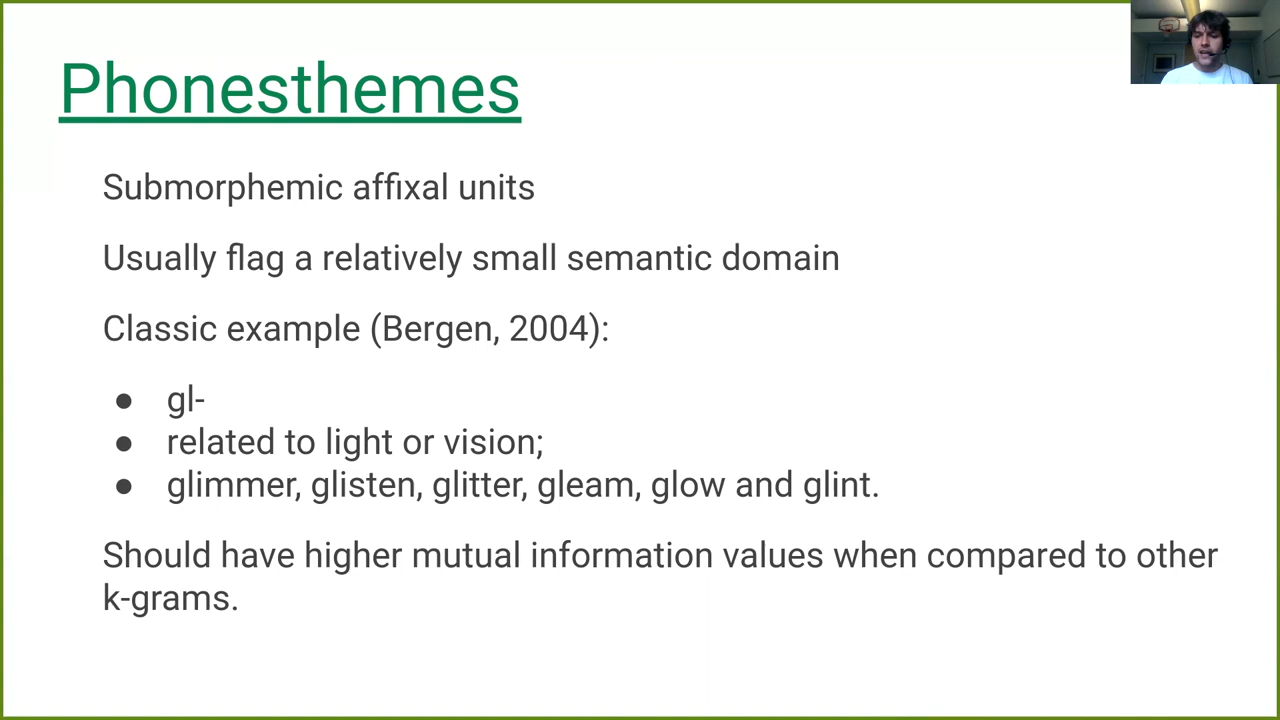 Phonesthemes
Submorphemic affixal units
Usually flag a relatively small semantic domain
Classic example (Bergen, 2004):
● gl-
● related to light or vision;
● glimmer, glisten, glitter, gleam, glow and glint.
Should have higher mutual information values when compared to other
k-grams.